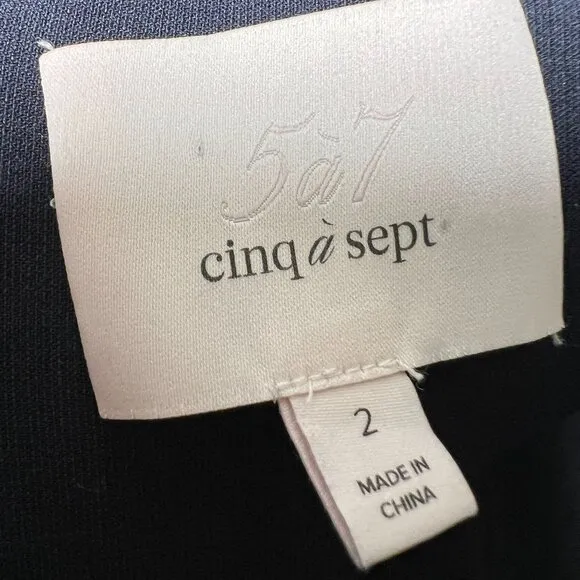 5à7
cinq à sept
2
MADE IN
CHINA